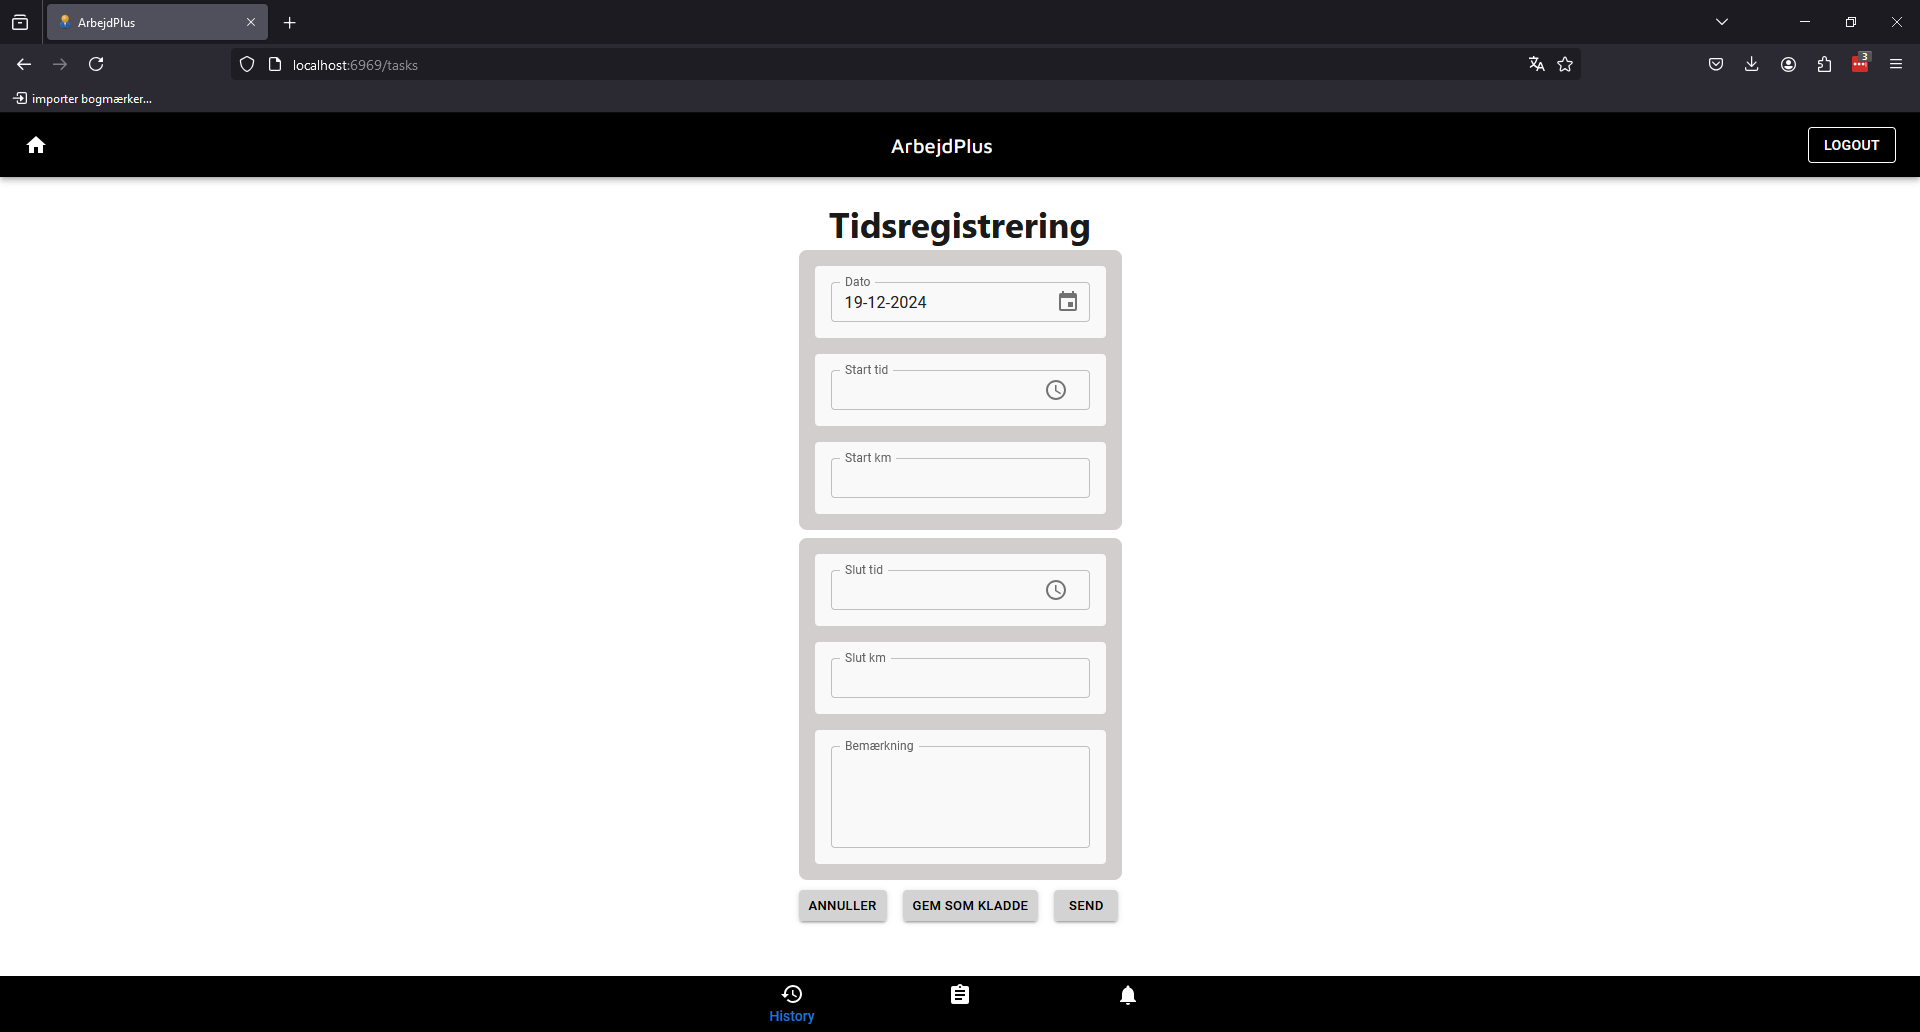 ArbejdPlus
localhost:6969/tasks
3
importer bogmærker...
ArbejdPlus
LOGOUT
Tidsregistrering
Dato
19-12-2024
Start tid
Start km
Slut tid
Slut km
Bemærkning
ANNULLER
GEM SOM KLADDE
SEND
History